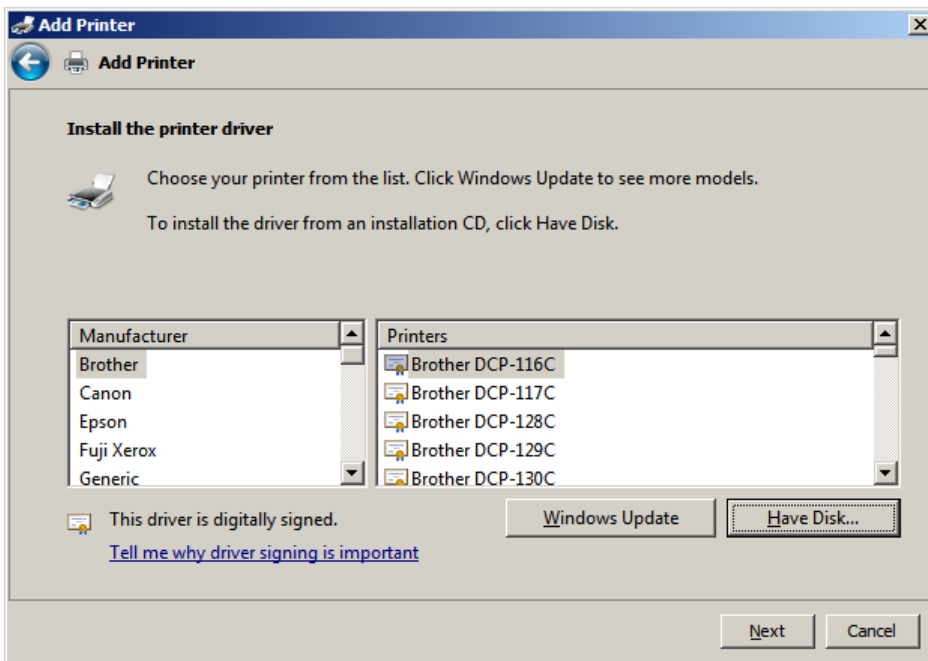 Add Printer
Add Printer
Install the printer driver
Choose your printer from the list. Click Windows Update to see more models.
To install the driver from an installation CD, click Have Disk.
Manufacturer
Brother
Canon
Epson
Fuji Xerox
Generic
Printers
Brother DCP-116C
Brother DCP-117C
Brother DCP-128C
Brother DCP-129C
Brother DCP-130C
This driver is digitally signed.
Tell me why driver signing is important
Windows Update
Have Disk...
Next
Cancel